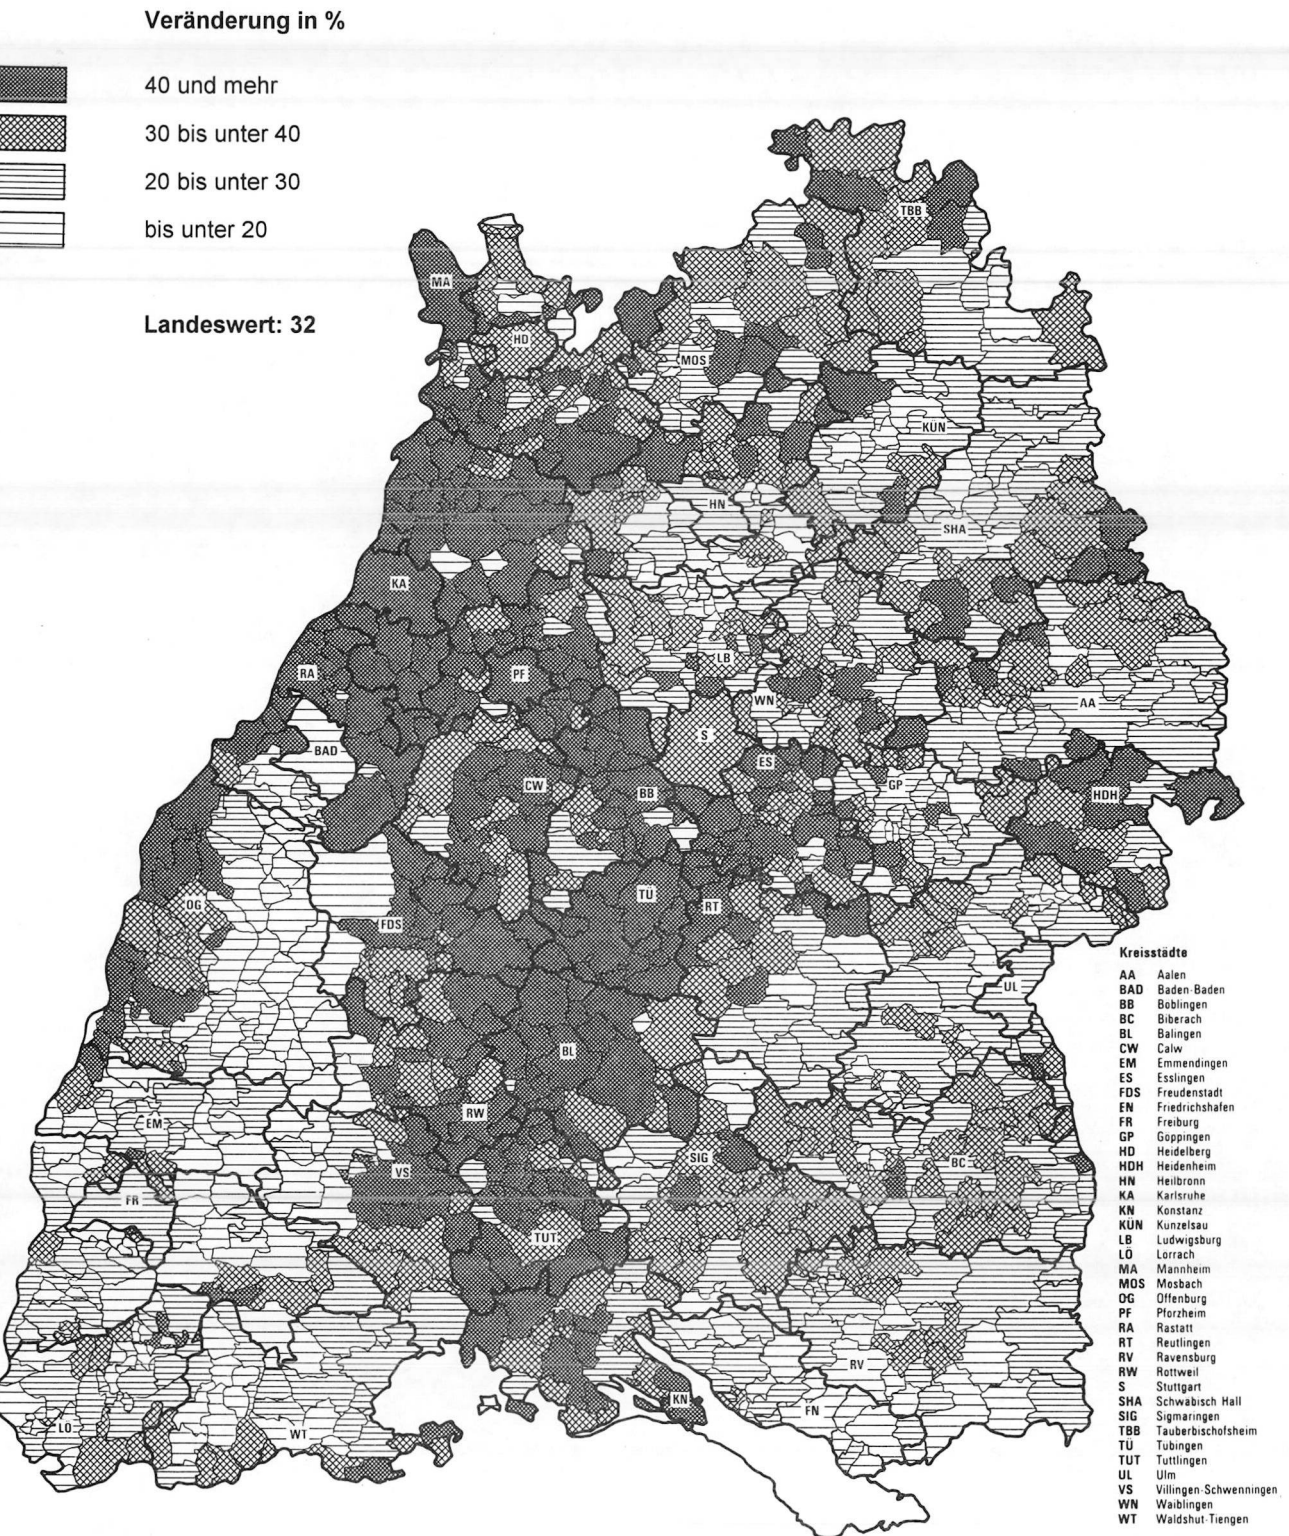 Veränderung in %
40 und mehr
30 bis unter 40
20 bis unter 30
bis unter 20
Landeswert: 32
TBB
MA
HD
MOS
KÜN
HN
SHA
KA
LB
RA
PF
WN
AA
S
BAD
ES
CW
BB
GP
HDH
TÜ
OG
RT
FDS
UL
BL
RW
EM
SIG
BC
VS
FR
TUT
RV
KN
FN
LÖ
WT
Kreisstädte
AA Aalen
BAD Baden-Baden
BB Boblingen
BC Biberach
BL Balingen
CW Calw
EM Emmendingen
ES Esslingen
FDS Freudenstadt
FN Friedrichshafen
FR Freiburg
GP Goppingen
HD Heidelberg
HDH Heidenheim
HN Heilbronn
KA Karlsruhe
KN Konstanz
KÜN Kunzelsau
LB Ludwigsburg
LÖ Lorrach
MA Mannheim
MOS Mosbach
OG Offenburg
PF Pforzheim
RA Rastatt
RT Reutlingen
RV Ravensburg
RW Rottweil
S Stuttgart
SHA Schwabisch Hall
SIG Sigmaringen
TBB Tauberbischofsheim
TÜ Tubingen
TUT Tuttlingen
UL Ulm
VS Villingen-Schwenningen
WN Waiblingen
WT Waldshut-Tiengen